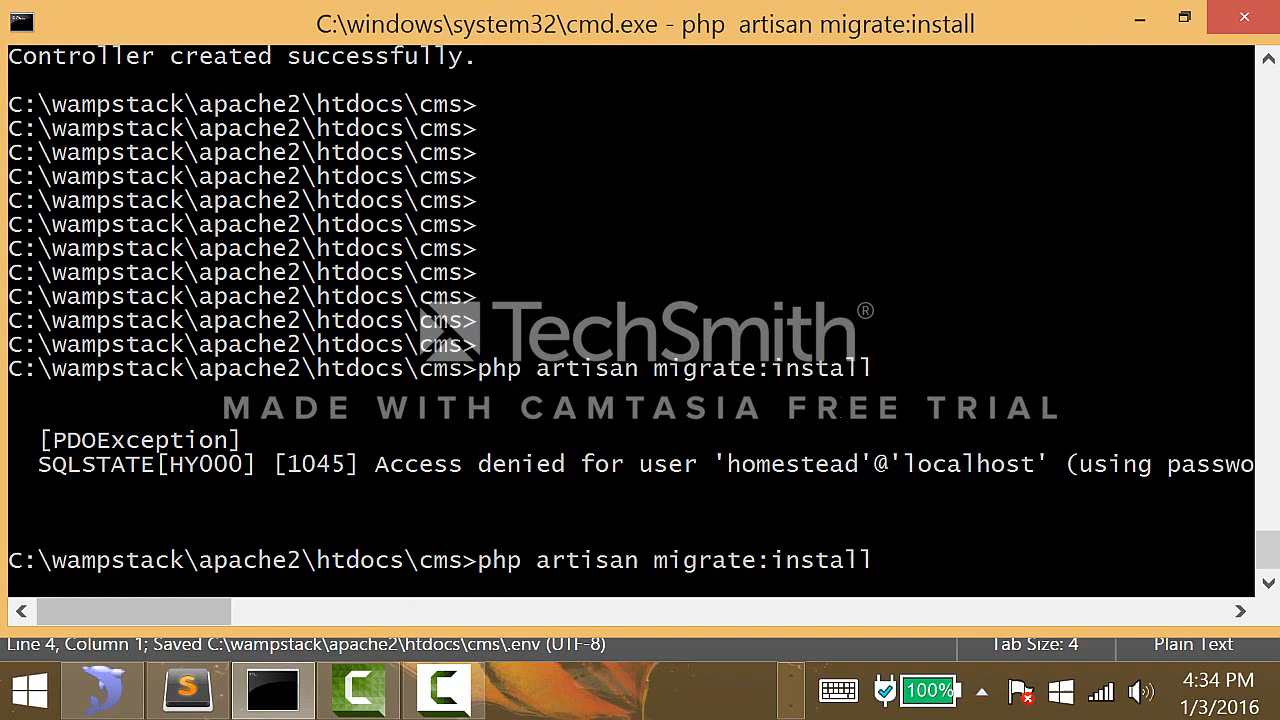 C:\windows\system32\cmd.exe - php  artisan migrate:install
Controller created successfully.
C:\wampstack\apache2\htdocs\cms>
C:\wampstack\apache2\htdocs\cms>
C:\wampstack\apache2\htdocs\cms>
C:\wampstack\apache2\htdocs\cms>
C:\wampstack\apache2\htdocs\cms>
C:\wampstack\apache2\htdocs\cms>
C:\wampstack\apache2\htdocs\cms>
C:\wampstack\apache2\htdocs\cms>
C:\wampstack\apache2\htdocs\cms>
C:\wampstack\apache2\htdocs\cms>
C:\wampstack\apache2\htdocs\cms>
TechSmith®
C:\wampstack\apache2\htdocs\cms>php artisan migrate:install
MADE WITH CAMTASIA FREE TRIAL
[PDOException]
SQLSTATE[HY000] [1045] Access denied for user 'homestead'@'localhost' (using passwo
C:\wampstack\apache2\htdocs\cms>php artisan migrate:install
Line 4, Column 1; Saved C:\wampstack\apache2\htdocs\cms\.env (UTF-8)
Tab Size: 4
Plain Text
100%
4:34 PM
1/3/2016